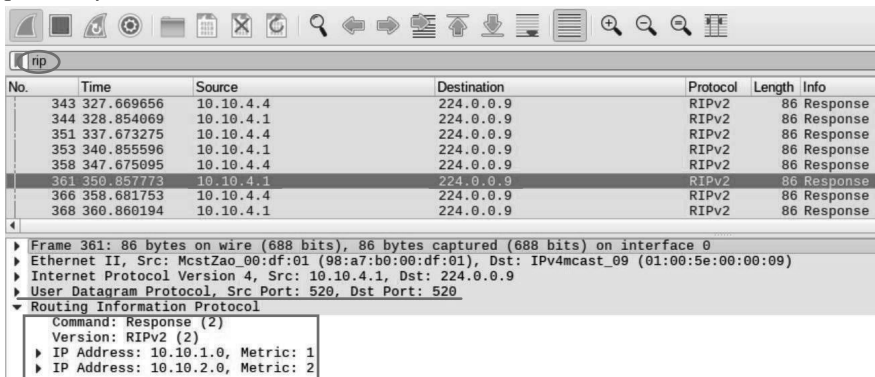 rip
No. Time Source Destination Protocol Length Info
343 327.669656 10.10.4.4 224.0.0.9 RIPv2 86 Response
344 328.854069 10.10.4.1 224.0.0.9 RIPv2 86 Response
351 337.673275 10.10.4.4 224.0.0.9 RIPv2 86 Response
353 340.855596 10.10.4.1 224.0.0.9 RIPv2 86 Response
358 347.675095 10.10.4.4 224.0.0.9 RIPv2 86 Response
361 350.857773 10.10.4.1 224.0.0.9 RIPv2 86 Response
366 358.681753 10.10.4.4 224.0.0.9 RIPv2 86 Response
368 360.860194 10.10.4.1 224.0.0.9 RIPv2 86 Response
Frame 361: 86 bytes on wire (688 bits), 86 bytes captured (688 bits) on interface 0
Ethernet II, Src: McstZao_00:df:01 (98:a7:b0:00:df:01), Dst: IPv4mcast_09 (01:00:5e:00:00:09)
Internet Protocol Version 4, Src: 10.10.4.1, Dst: 224.0.0.9
User Datagram Protocol, Src Port: 520, Dst Port: 520
Routing Information Protocol
Command: Response (2)
Version: RIPv2 (2)
IP Address: 10.10.1.0, Metric: 1
IP Address: 10.10.2.0, Metric: 2